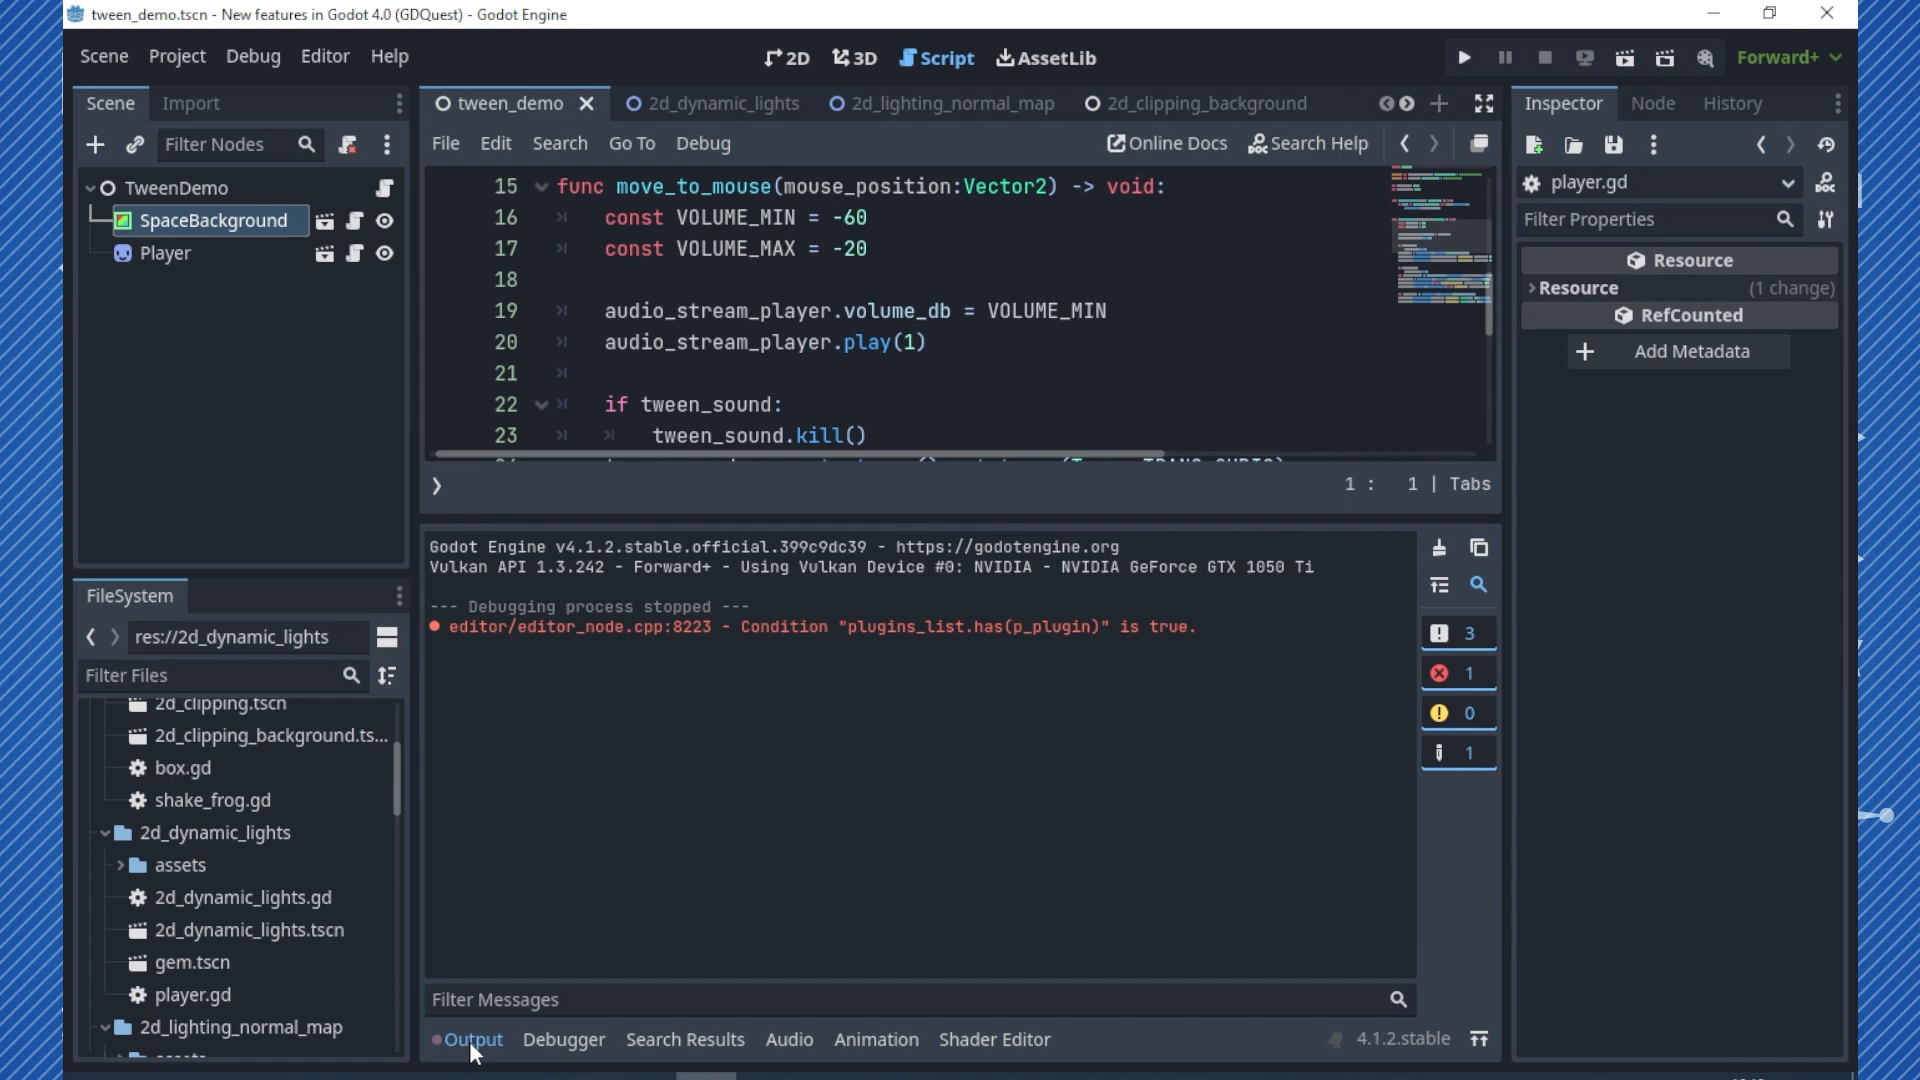 tween_demo.tscn - New features in Godot 4.0 (GDQuest) - Godot Engine
Scene Project Debug Editor Help
2D 3D Script AssetLib
Forward+
Scene Import
tween_demo 2d_dynamic_lights 2d_lighting_normal_map 2d_clipping_background
Inspector Node History
Filter Nodes
File Edit Search Go To Debug
Online Docs Search Help
TweenDemo
SpaceBackground
Player
15 func move_to_mouse(mouse_position:Vector2) -> void:
16 const VOLUME_MIN = -60
17 const VOLUME_MAX = -20
18
19 audio_stream_player.volume_db = VOLUME_MIN
20 audio_stream_player.play(1)
21
22 if tween_sound:
23 tween_sound.kill()
1 : 1 | Tabs
player.gd
Filter Properties
Resource
Resource (1 change)
RefCounted
Add Metadata
FileSystem
res://2d_dynamic_lights
Filter Files
2d_clipping.tscn
2d_clipping_background.ts...
box.gd
shake_frog.gd
2d_dynamic_lights
assets
2d_dynamic_lights.gd
2d_dynamic_lights.tscn
gem.tscn
player.gd
2d_lighting_normal_map
Godot Engine v4.1.2.stable.official.399c9dc39 - https://godotengine.org
Vulkan API 1.3.242 - Forward+ - Using Vulkan Device #0: NVIDIA - NVIDIA GeForce GTX 1050 Ti
--- Debugging process stopped ---
editor/editor_node.cpp:8223 - Condition "plugins_list.has(p_plugin)" is true.
3
1
0
1
Filter Messages
Output Debugger Search Results Audio Animation Shader Editor
4.1.2.stable